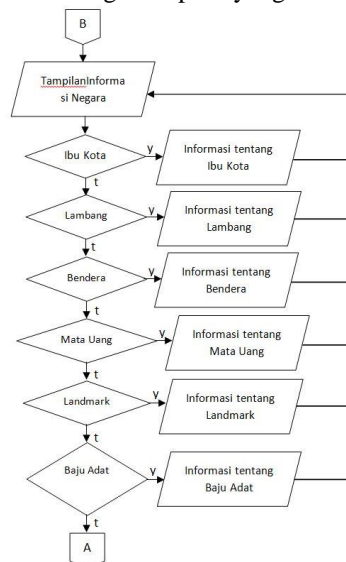 B
TampilanInforma
si Negara
Ibu Kota
y
Informasi tentang
Ibu Kota
t
Lambang
y
Informasi tentang
Lambang
t
Bendera
y
Informasi tentang
Bendera
t
Mata Uang
y
Informasi tentang
Mata Uang
t
Landmark
y
Informasi tentang
Landmark
t
Baju Adat
y
Informasi tentang
Baju Adat
t
A